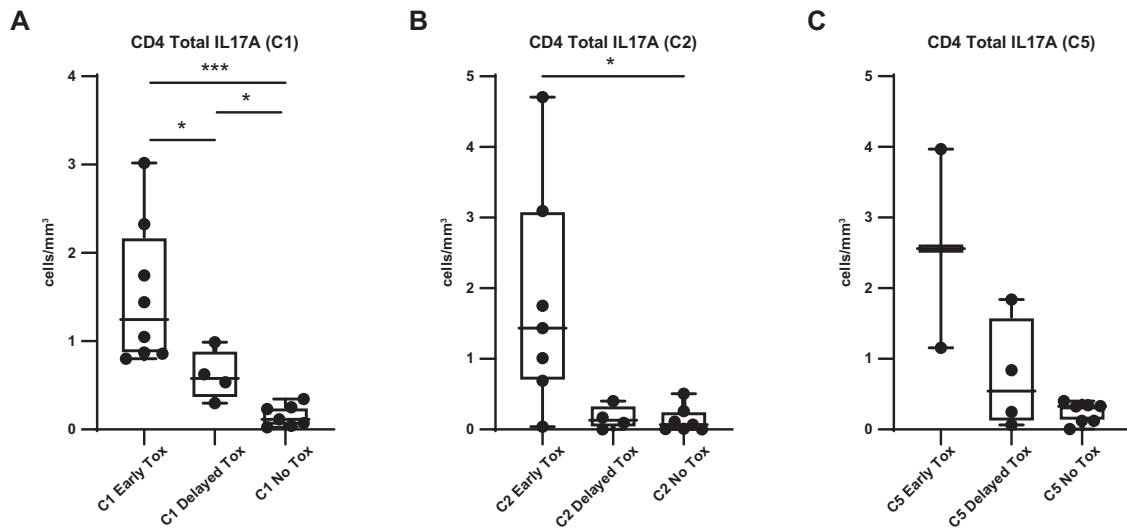 A
CD4 Total IL17A (C1)
***
*
*
4
3
2
1
0
cells/mm³
C1 Early Tox
C1 Delayed Tox
C1 No Tox
B
CD4 Total IL17A (C2)
*
5
4
3
2
1
0
cells/mm³
C2 Early Tox
C2 Delayed Tox
C2 No Tox
C
CD4 Total IL17A (C5)
5
4
3
2
1
0
cells/mm³
C5 Early Tox
C5 Delayed Tox
C5 No Tox